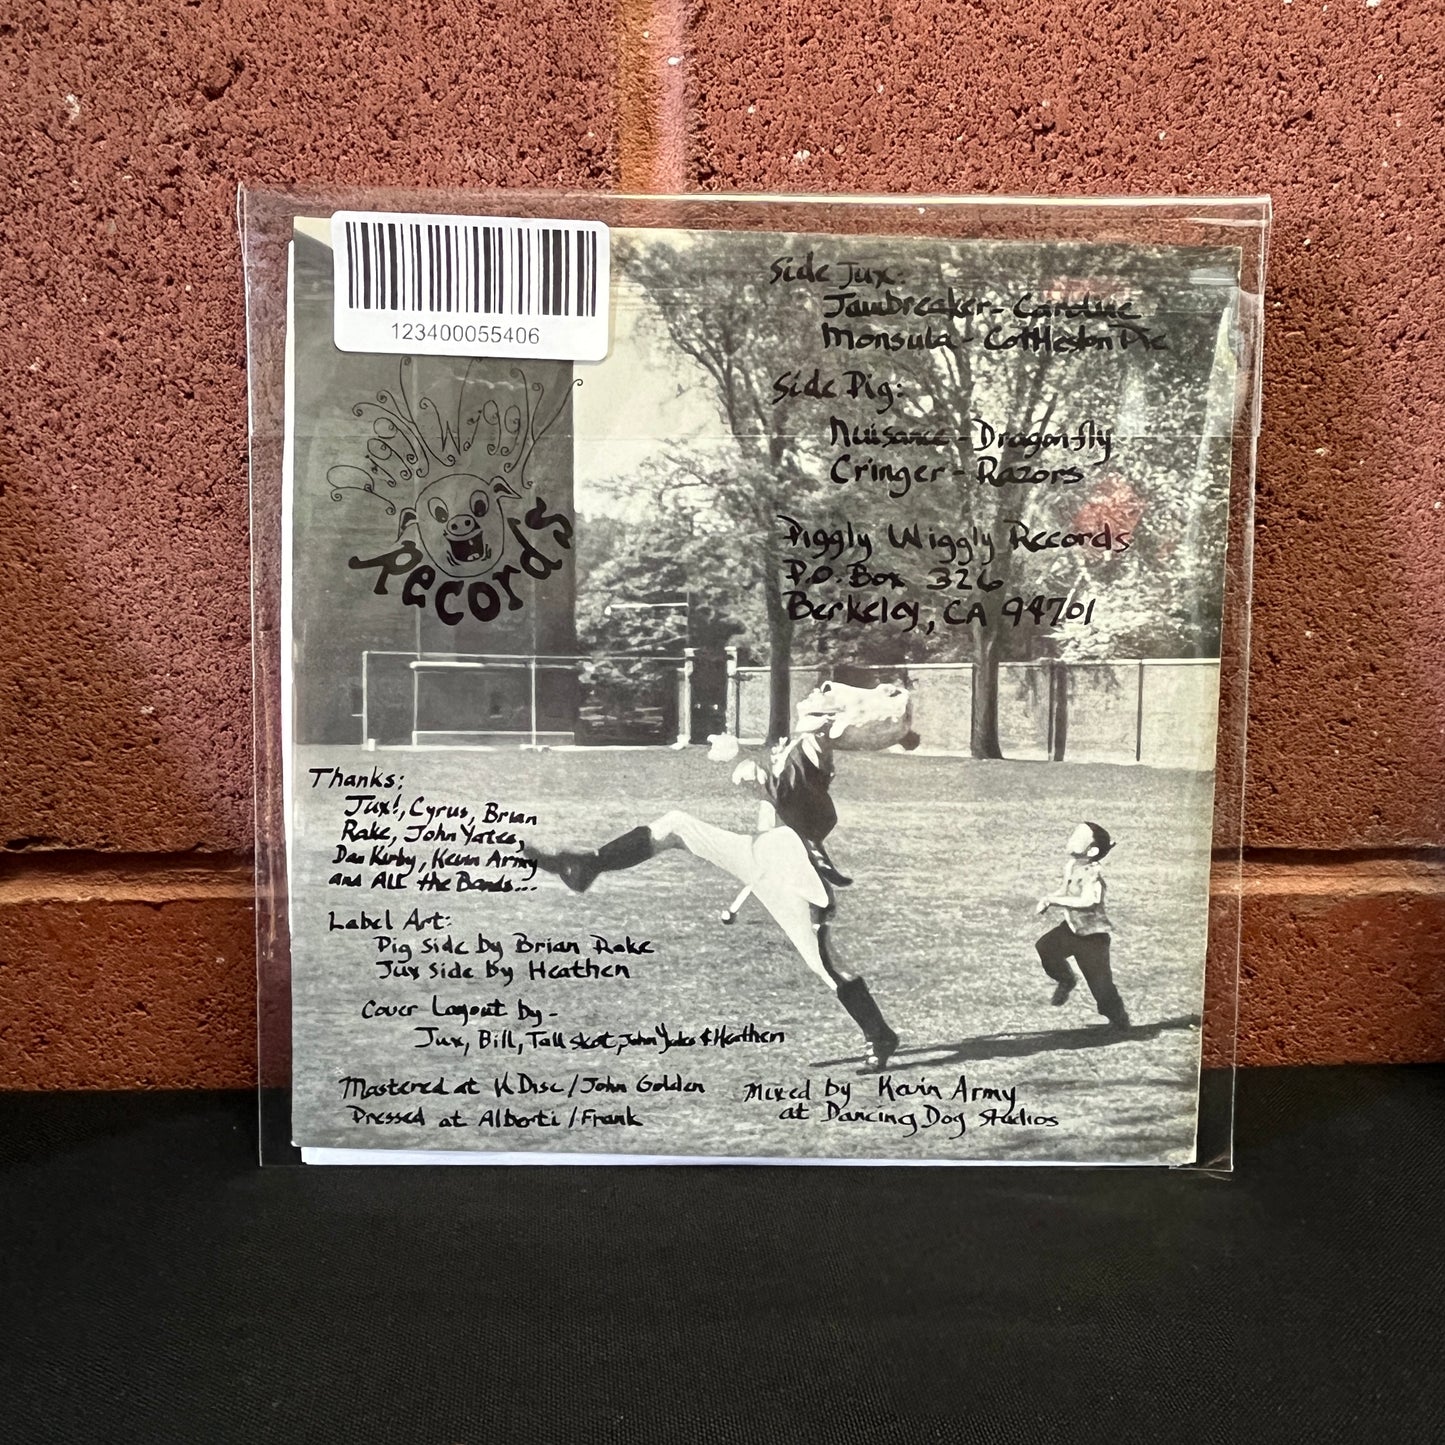 123400055406
Piggly Wiggly
Records
Side Jux:
Jawbreaker - Caroline
Monsula - Cottleston Pie
Side Pig:
Nuisance - Dragonfly
Cringer - Razors
Piggly Wiggly Records
P.O. Box 326
Berkeley, CA 94701
Thanks:
Jux!, Cyrus, Brian
Rake, John Yates,
Dan Kirby, Kevin Army
and ALL the Bands...
Label Art:
Pig Side by Brian Rake
Jux Side by Heathen
Cover Layout by -
Jux, Bill, Tall Skot, John Yates & Heathen
Mastered at K Disc / John Golden
Pressed at Alberti / Frank
Mixed by Kevin Army
at Dancing Dog Studios